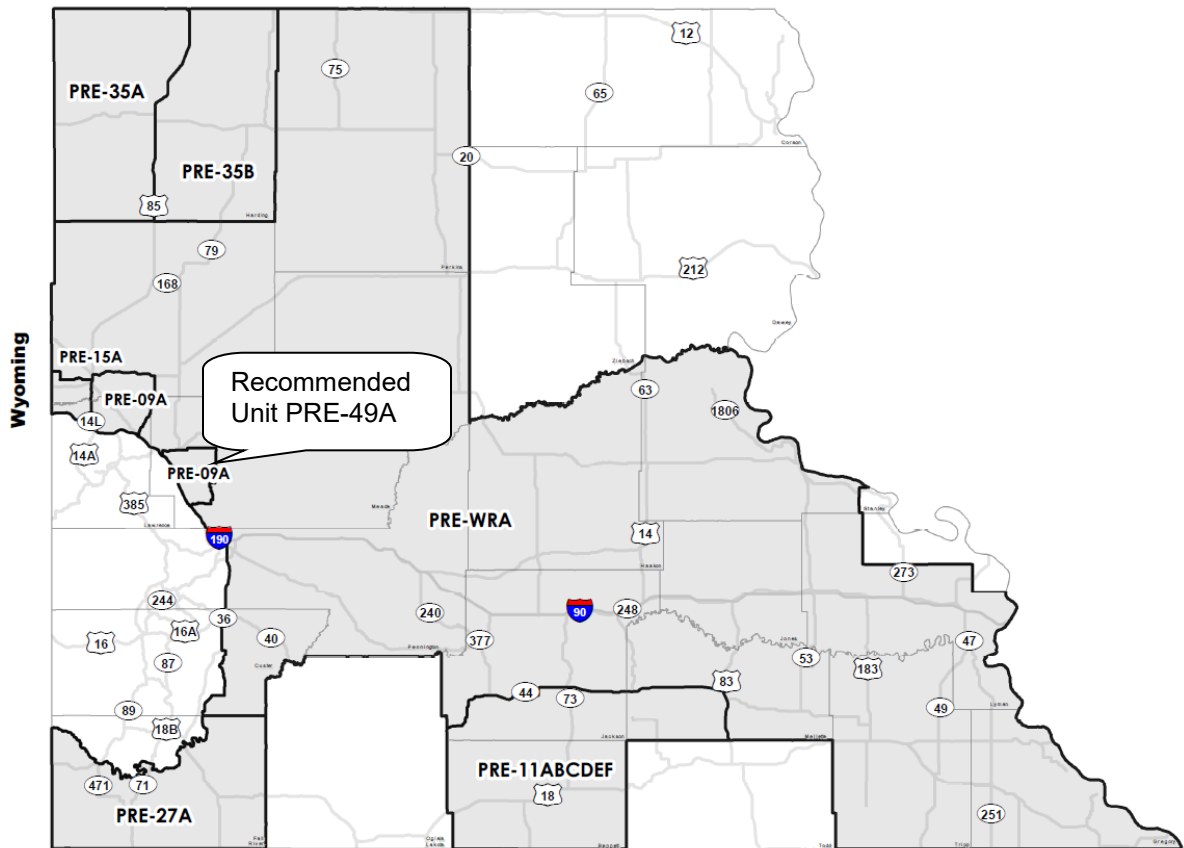 12
75
PRE-35A
65
Corson
20
PRE-35B
85
Harding
79
212
Perkins
168
Dewey
Wyoming
PRE-15A
Ziebach
Recommended
Unit PRE-49A
PRE-09A
63
1806
14L
14A
PRE-09A
385
Meade
Stanley
PRE-WRA
Lawrence
190
14
Haakon
273
244
240
90
248
36
16A
40
16
377
Jones
47
Pennington
53
87
Custer
183
83
44
73
89
49
Lyman
18B
Jackson
Mellette
PRE-11ABCDEF
471
71
18
PRE-27A
251
Fall
River
Oglala
Lakota
Bennett
Todd
Tripp
Gregory